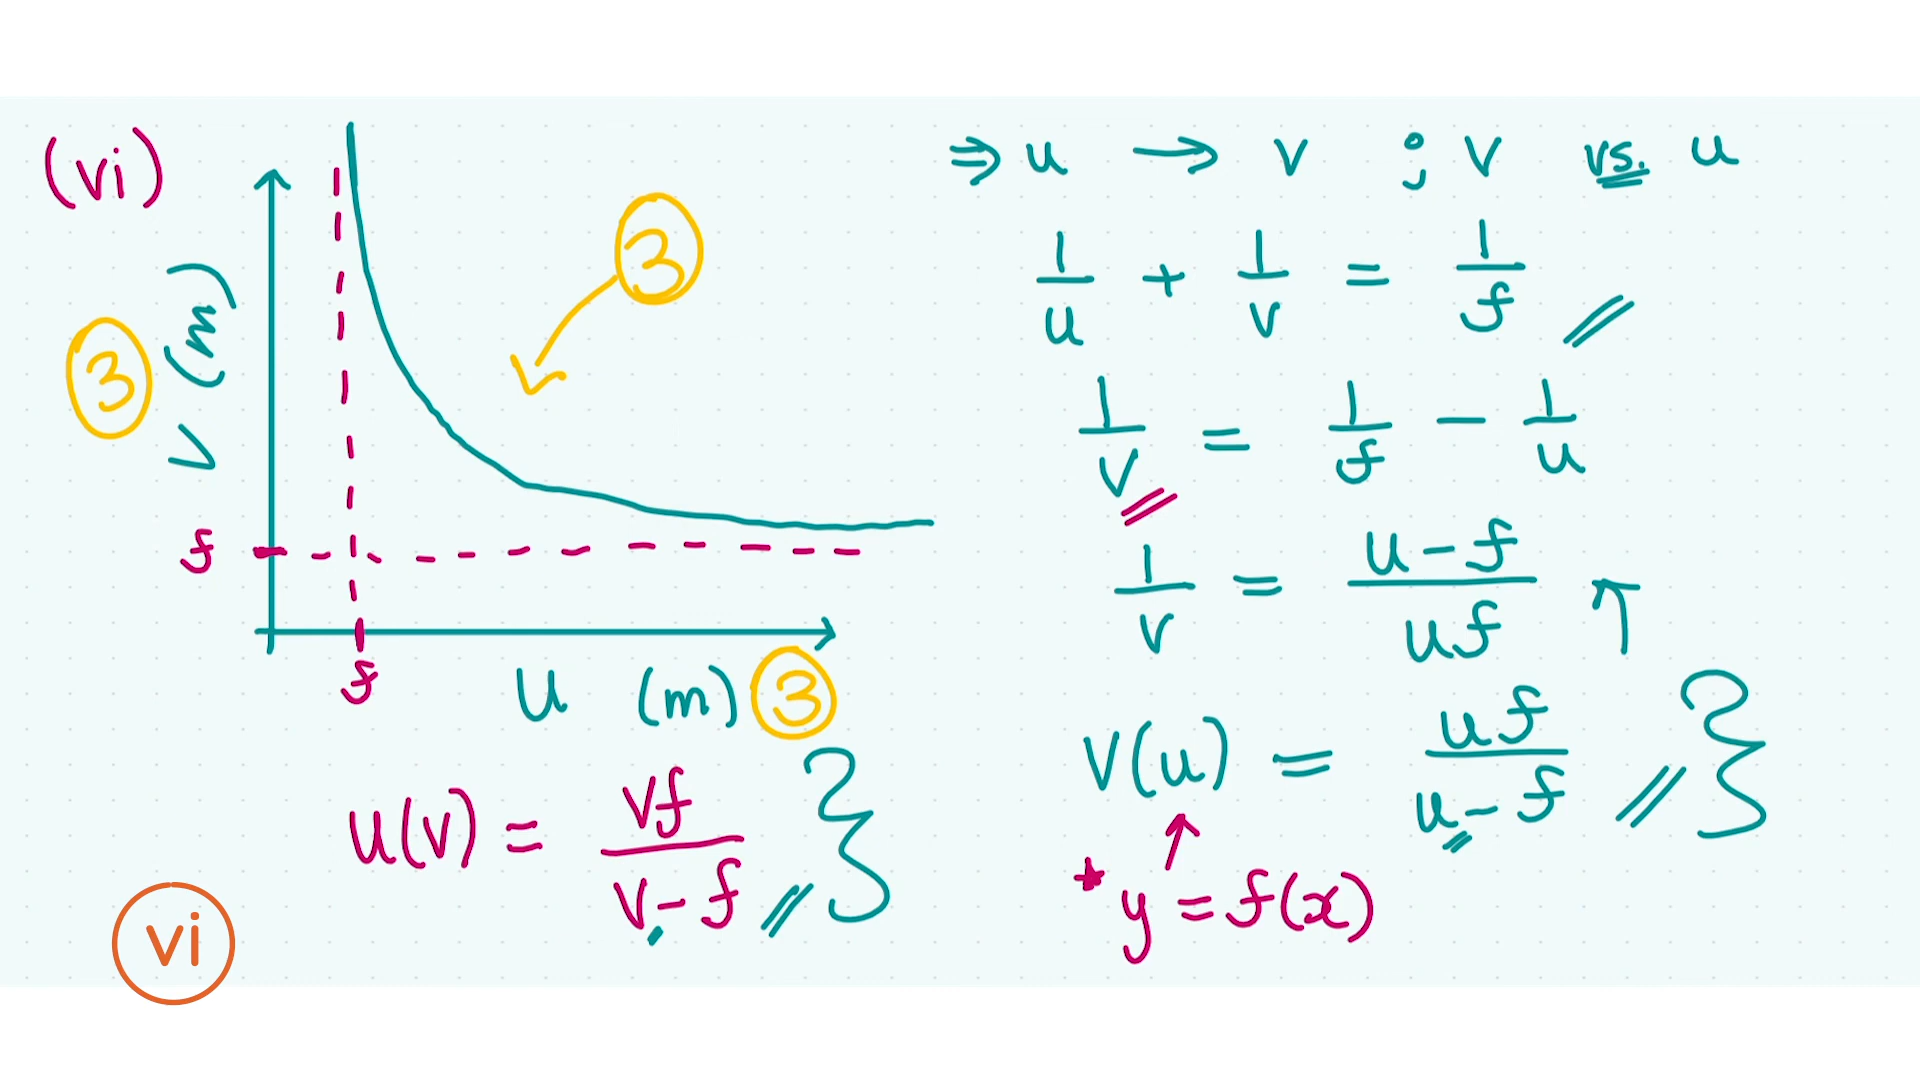 (vi)
3
V (m)
3
f
f
U (m) 3
u(v) = vf / v - f
vi
⇒ u → v ; v vs. u
1/u + 1/v = 1/f
1/v = 1/f - 1/u
1/v = u - f / uf
v(u) = uf / u - f
* y = f(x)